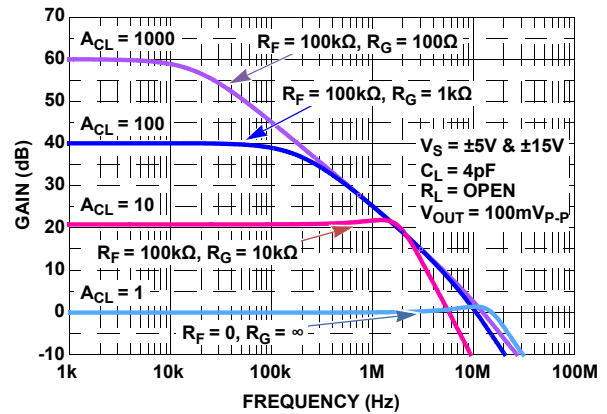 70
60
50
40
30
20
10
0
-10
GAIN (dB)
A_CL = 1000
R_F = 100kΩ, R_G = 100Ω
R_F = 100kΩ, R_G = 1kΩ
A_CL = 100
V_S = ±5V & ±15V
C_L = 4pF
R_L = OPEN
V_OUT = 100mV_P-P
A_CL = 10
R_F = 100kΩ, R_G = 10kΩ
A_CL = 1
R_F = 0, R_G = ∞
1k 10k 100k 1M 10M 100M
FREQUENCY (Hz)